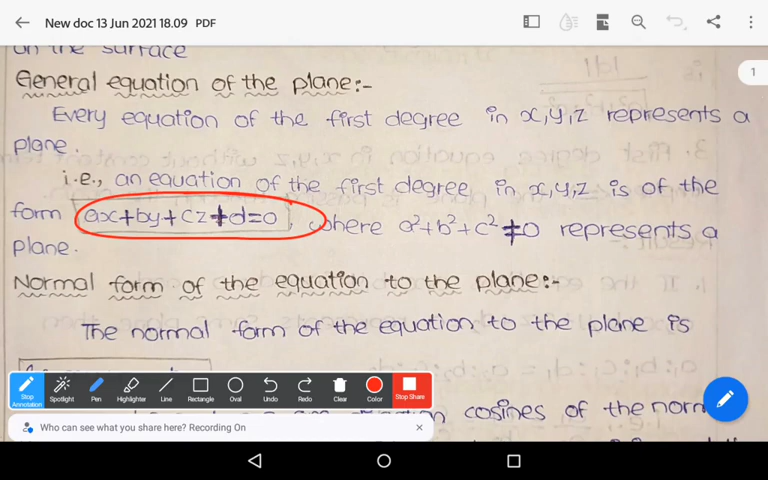 New doc 13 Jun 2021 18.09 PDF
on the surface
1
General equation of the plane:-
Every equation of the first degree in x,y,z represents a
plane.
i.e., an equation of the first degree in x,y,z is of the
form ax+by+cz+d=0, where a²+b²+c²≠0 represents a
plane.
Normal form of the equation to the plane:-
The normal form of the equation to the plane is
cosines of the norm
Stop Annotation Spotlight Pen Highlighter Line Rectangle Oval Undo Redo Clear Color Stop Share
Who can see what you share here? Recording On